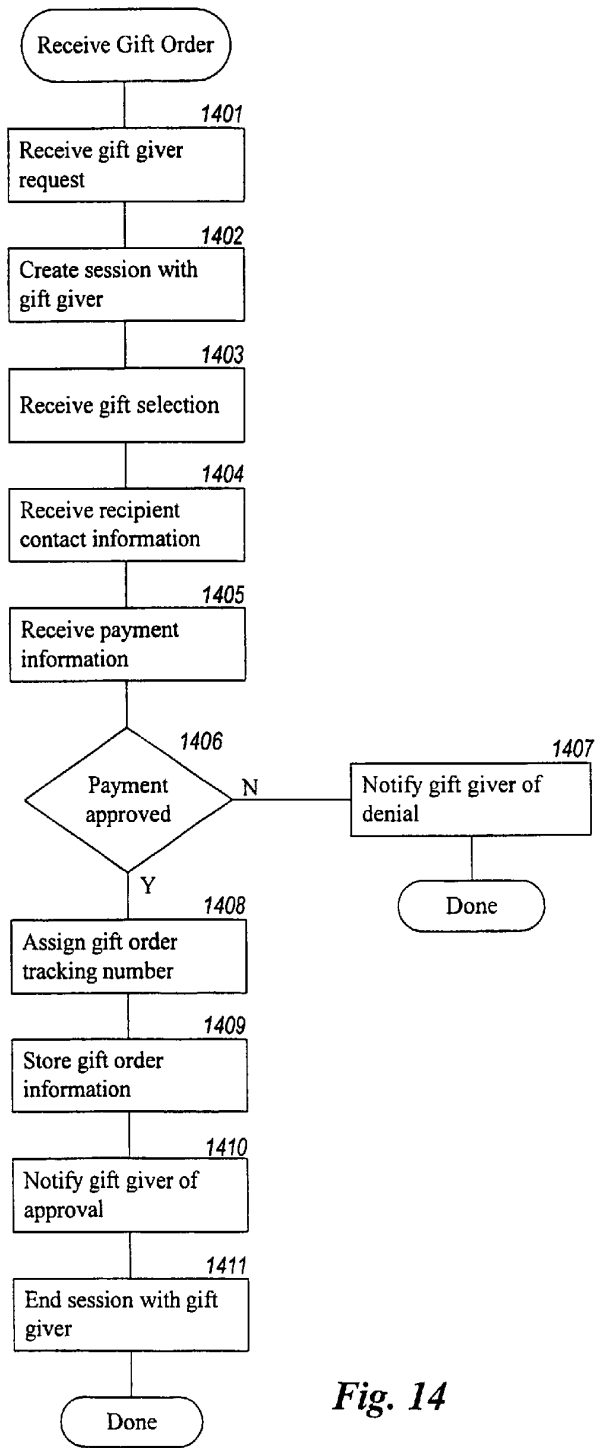 Receive Gift Order
1401
Receive gift giver
request
1402
Create session with
gift giver
1403
Receive gift selection
1404
Receive recipient
contact information
1405
Receive payment
information
1406
Payment
approved
N
1407
Notify gift giver of
denial
Done
Y
1408
Assign gift order
tracking number
1409
Store gift order
information
1410
Notify gift giver of
approval
1411
End session with gift
giver
Done
Fig. 14